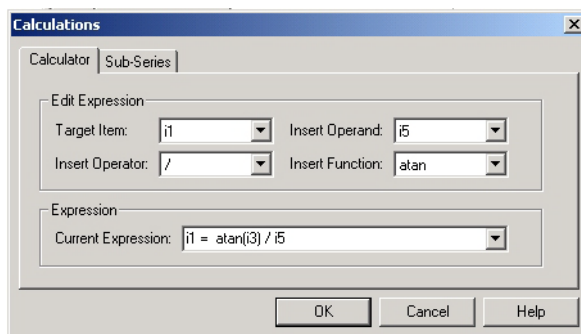 Calculations
Calculator Sub-Series
Edit Expression
Target Item: i1 Insert Operand: i5
Insert Operator: / Insert Function: atan
Expression
Current Expression: i1 = atan(i3) / i5
OK Cancel Help